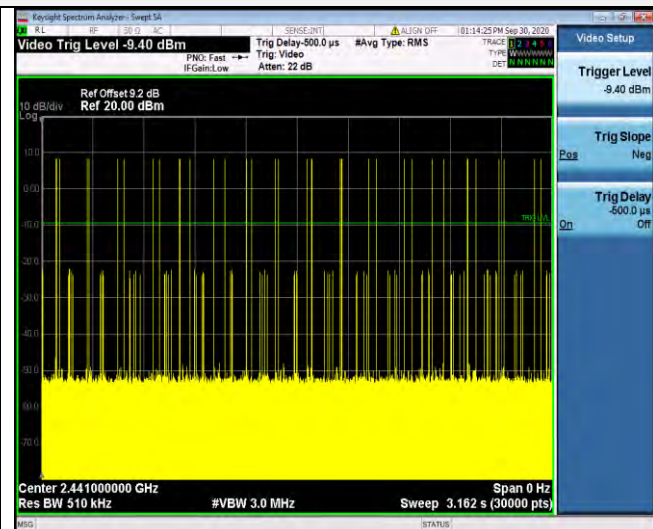 Keysight Spectrum Analyzer - Swept SA
RL RF 50 Ω AC SENSE:INT ALIGN OFF 01:14:25 PM Sep 30, 2020
Video Trig Level -9.40 dBm
PNO: Fast
IFGain:Low
Trig Delay-500.0 µs
Trig: Video
Atten: 22 dB
#Avg Type: RMS
TRACE 1 2 3 4 5 6
TYPE WWWWWW
DET N N N N N N
Ref Offset 9.2 dB
10 dB/div Ref 20.00 dBm
Log
10.0
0.00
-10.0
TRIG LVL
-20.0
-30.0
-40.0
-50.0
-60.0
-70.0
Center 2.441000000 GHz Span 0 Hz
Res BW 510 kHz #VBW 3.0 MHz Sweep 3.162 s (30000 pts)
MSG STATUS
Video Setup
Trigger Level
-9.40 dBm
Trig Slope
Pos Neg
Trig Delay
-500.0 µs
On Off